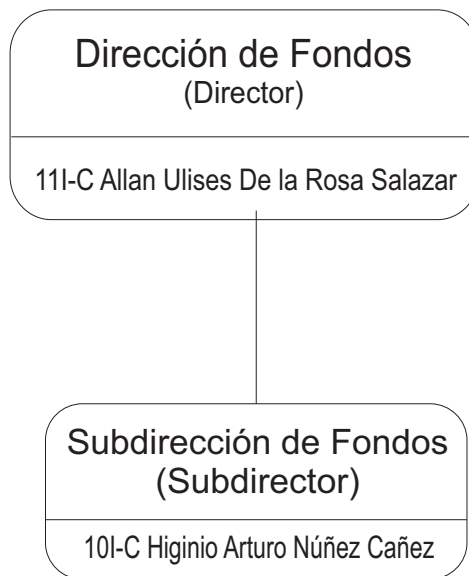 Dirección de Fondos
(Director)
11I-C Allan Ulises De la Rosa Salazar
Subdirección de Fondos
(Subdirector)
10I-C Higinio Arturo Núñez Cañez